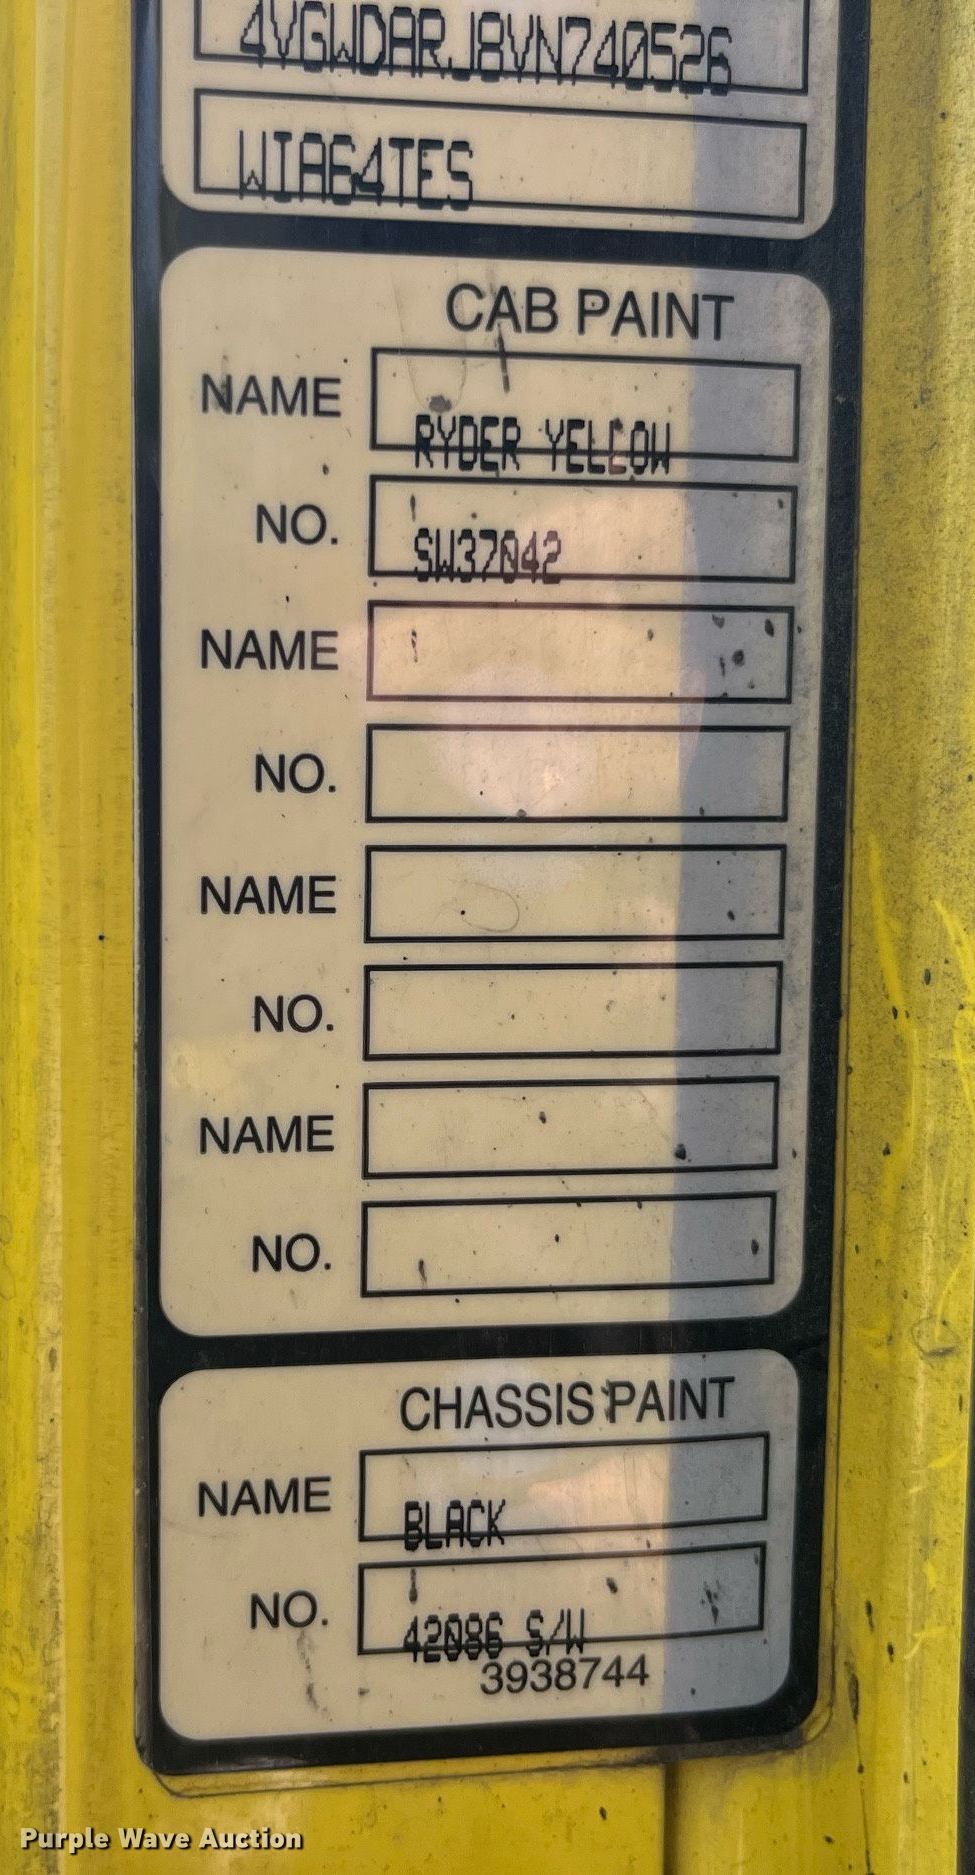 4VGWDARJ8VN740526
WIA64TES
CAB PAINT
NAME RYDER YELLOW
NO. SW37042
NAME
NO.
NAME
NO.
NAME
NO.
CHASSIS PAINT
NAME BLACK
NO. 42086 S/W
3938744
Purple Wave Auction